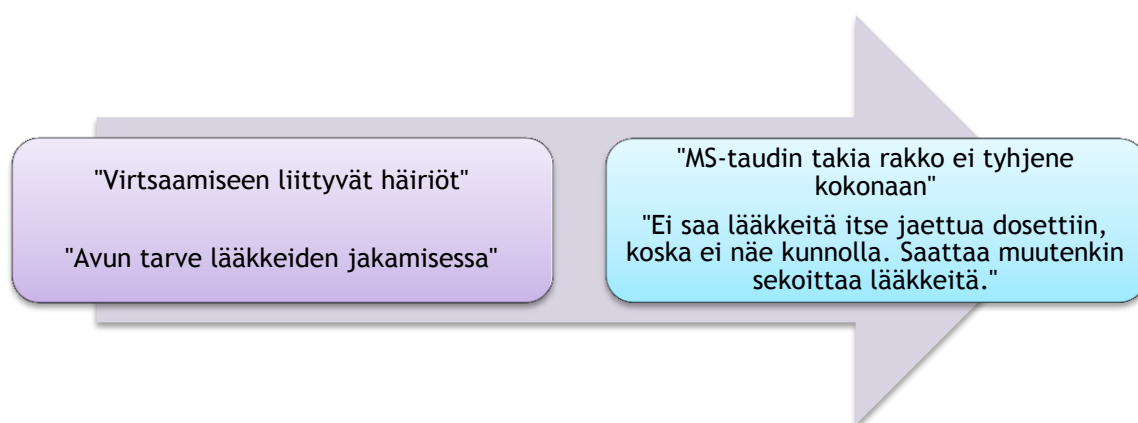 "Virtsaamiseen liittyvät häiriöt"
"Avun tarve lääkkeiden jakamisessa"
"MS-taudin takia rakko ei tyhjene
kokonaan"
"Ei saa lääkkeitä itse jaettua dosettiin,
koska ei näe kunnolla. Saattaa muutenkin
sekoittaa lääkkeitä."